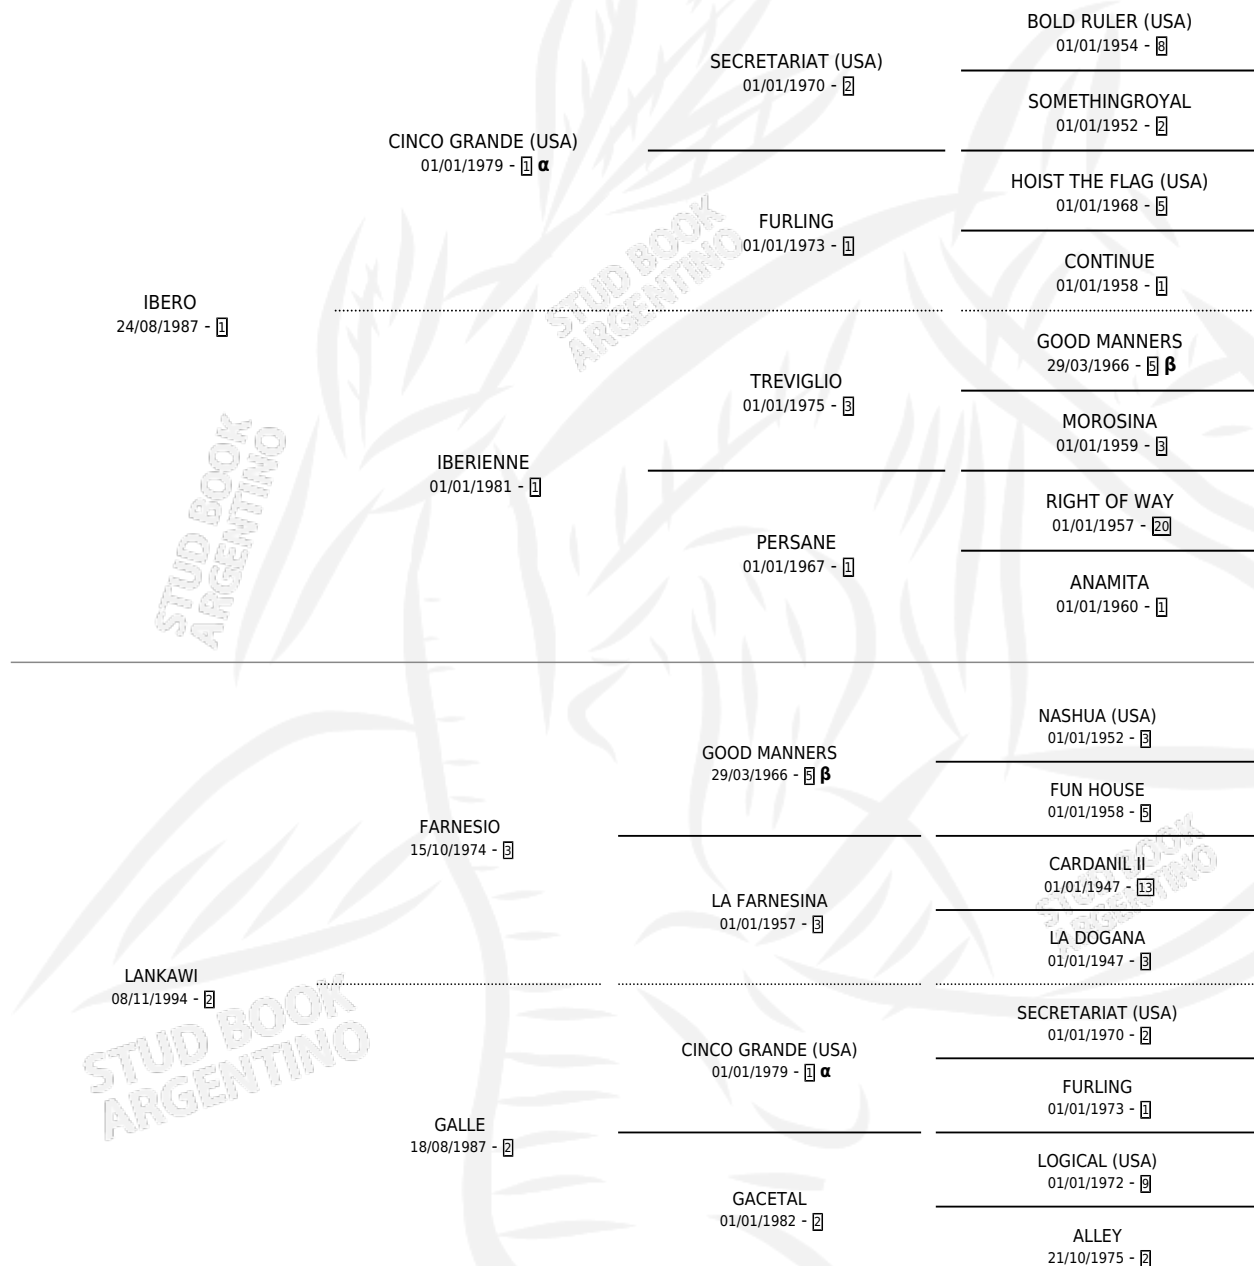 BOLD RULER (USA)
01/01/1954 - 8
SECRETARIAT (USA)
01/01/1970 - 2
SOMETHINGROYAL
01/01/1952 - 2
CINCO GRANDE (USA)
01/01/1979 - 1 α
HOIST THE FLAG (USA)
01/01/1968 - 5
FURLING
01/01/1973 - 1
CONTINUE
01/01/1958 - 1
IBERO
24/08/1987 - 1
GOOD MANNERS
29/03/1966 - 5 β
TREVIGLIO
01/01/1975 - 3
MOROSINA
01/01/1959 - 3
IBERIENNE
01/01/1981 - 1
RIGHT OF WAY
01/01/1957 - 20
PERSANE
01/01/1967 - 1
ANAMITA
01/01/1960 - 1
NASHUA (USA)
01/01/1952 - 3
GOOD MANNERS
29/03/1966 - 5 β
FUN HOUSE
01/01/1958 - 5
FARNESIO
15/10/1974 - 3
CARDANIL II
01/01/1947 - 13
LA FARNESINA
01/01/1957 - 3
LA DOGANA
01/01/1947 - 3
LANKAWI
08/11/1994 - 2
SECRETARIAT (USA)
01/01/1970 - 2
CINCO GRANDE (USA)
01/01/1979 - 1 α
FURLING
01/01/1973 - 1
GALLE
18/08/1987 - 2
LOGICAL (USA)
01/01/1972 - 9
GACETAL
01/01/1982 - 2
ALLEY
21/10/1975 - 2
STUD BOOK
ARGENTINO
STUD BOOK
ARGENTINO
STUD BOOK
ARGENTINO
STUD BOOK
ARGENTINO